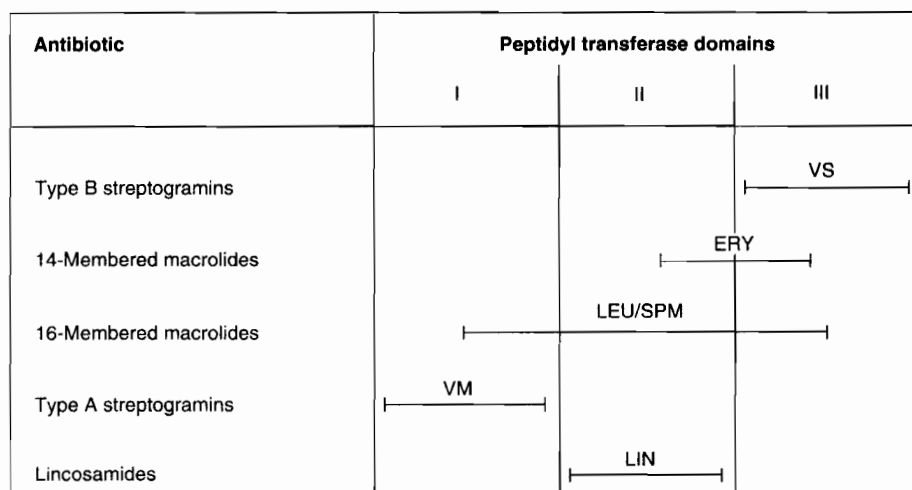 Antibiotic Peptidyl transferase domains
I II III
Type B streptogramins VS
14-Membered macrolides ERY
16-Membered macrolides LEU/SPM
Type A streptogramins VM
Lincosamides LIN